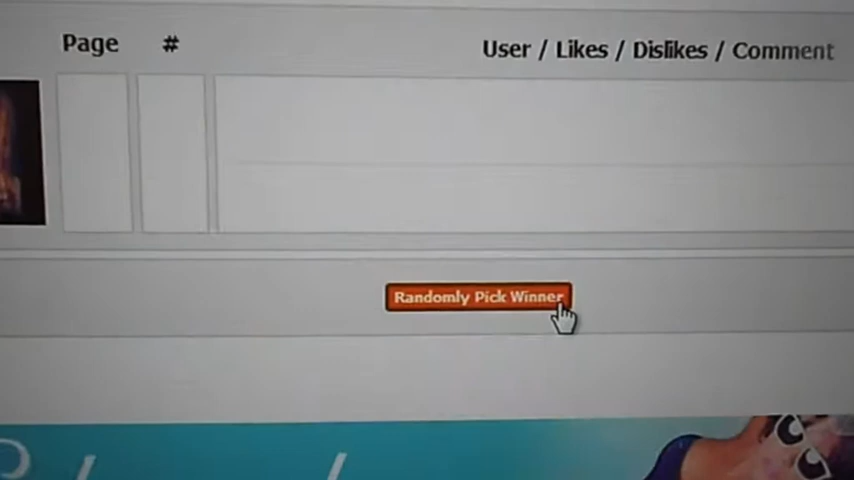 Page # User / Likes / Dislikes / Comment
Randomly Pick Winner